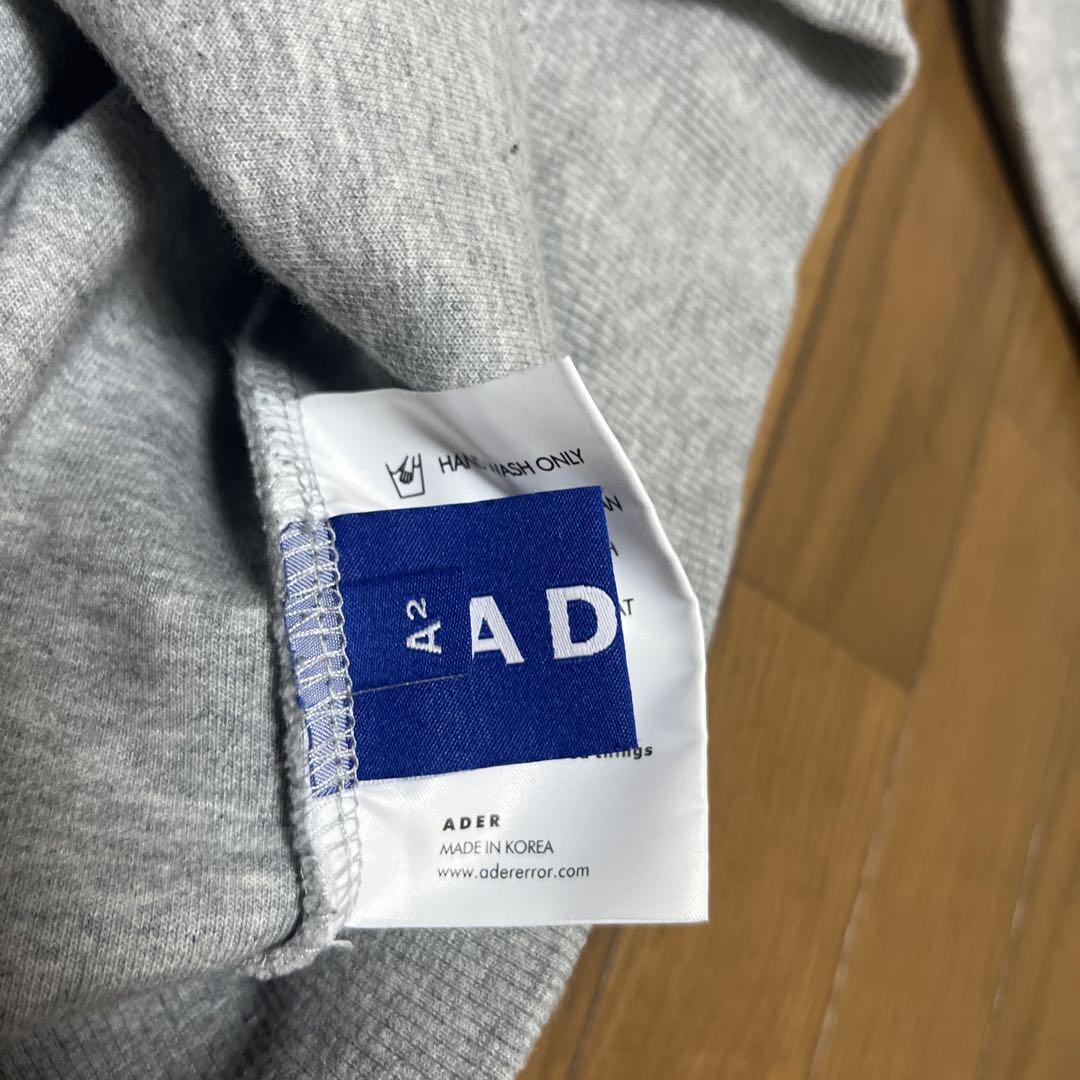 HAND WASH ONLY
A2
AD
things
ADER
MADE IN KOREA
www.adererror.com